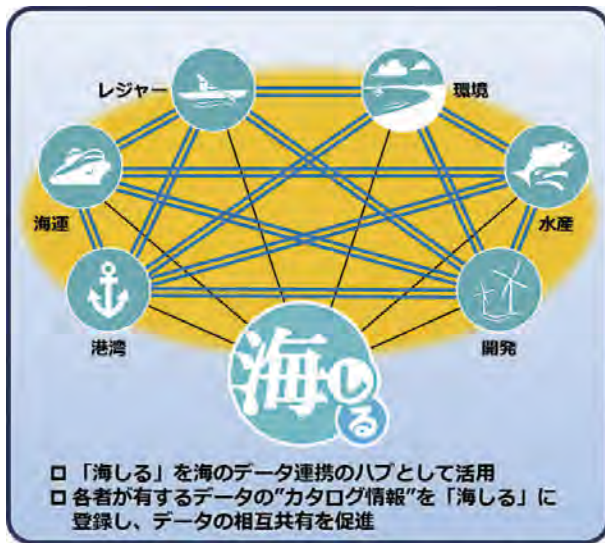 レジャー
環境
海運
水産
港湾
開発
海しる
□ 「海しる」を海のデータ連携のハブとして活用
□ 各者が有するデータの”カタログ情報”を「海しる」に
登録し、データの相互共有を促進